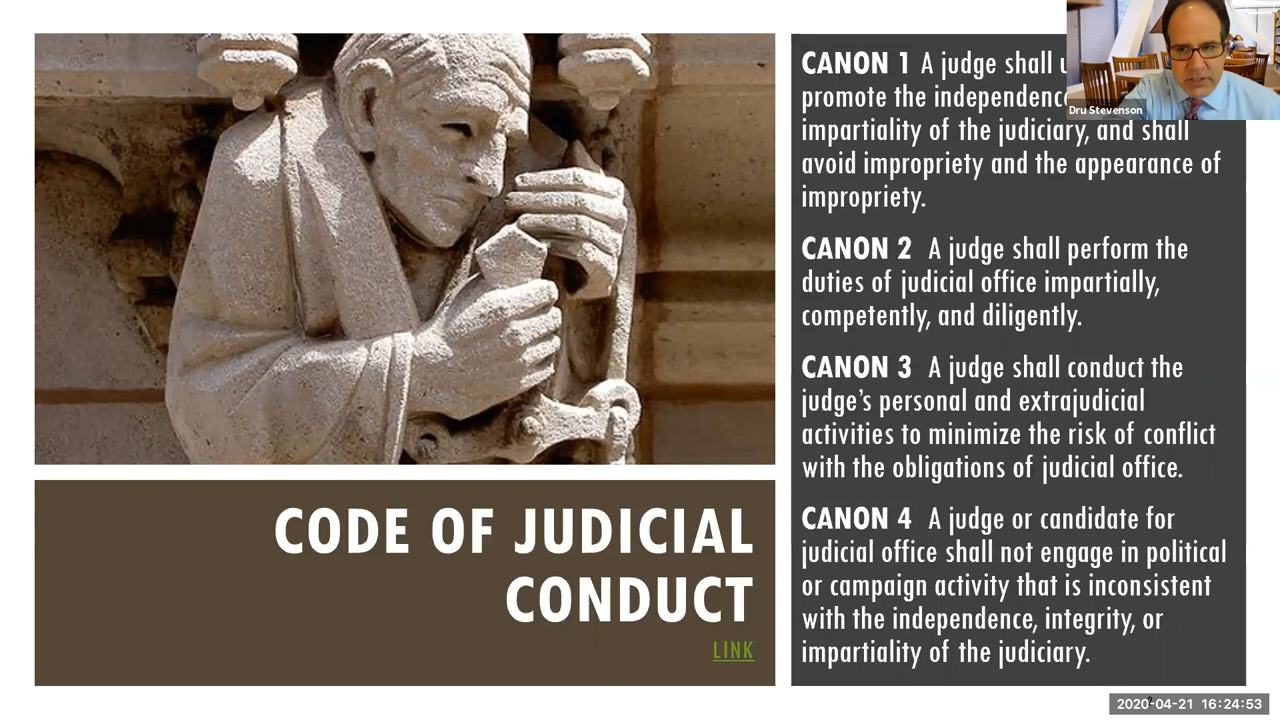 CODE OF JUDICIAL
CONDUCT
LINK
CANON 1 A judge shall
promote the independence
impartiality of the judiciary, and shall
avoid impropriety and the appearance of
impropriety.
CANON 2 A judge shall perform the
duties of judicial office impartially,
competently, and diligently.
CANON 3 A judge shall conduct the
judge's personal and extrajudicial
activities to minimize the risk of conflict
with the obligations of judicial office.
CANON 4 A judge or candidate for
judicial office shall not engage in political
or campaign activity that is inconsistent
with the independence, integrity, or
impartiality of the judiciary.
Dru Stevenson
2020-04-21 16:24:53